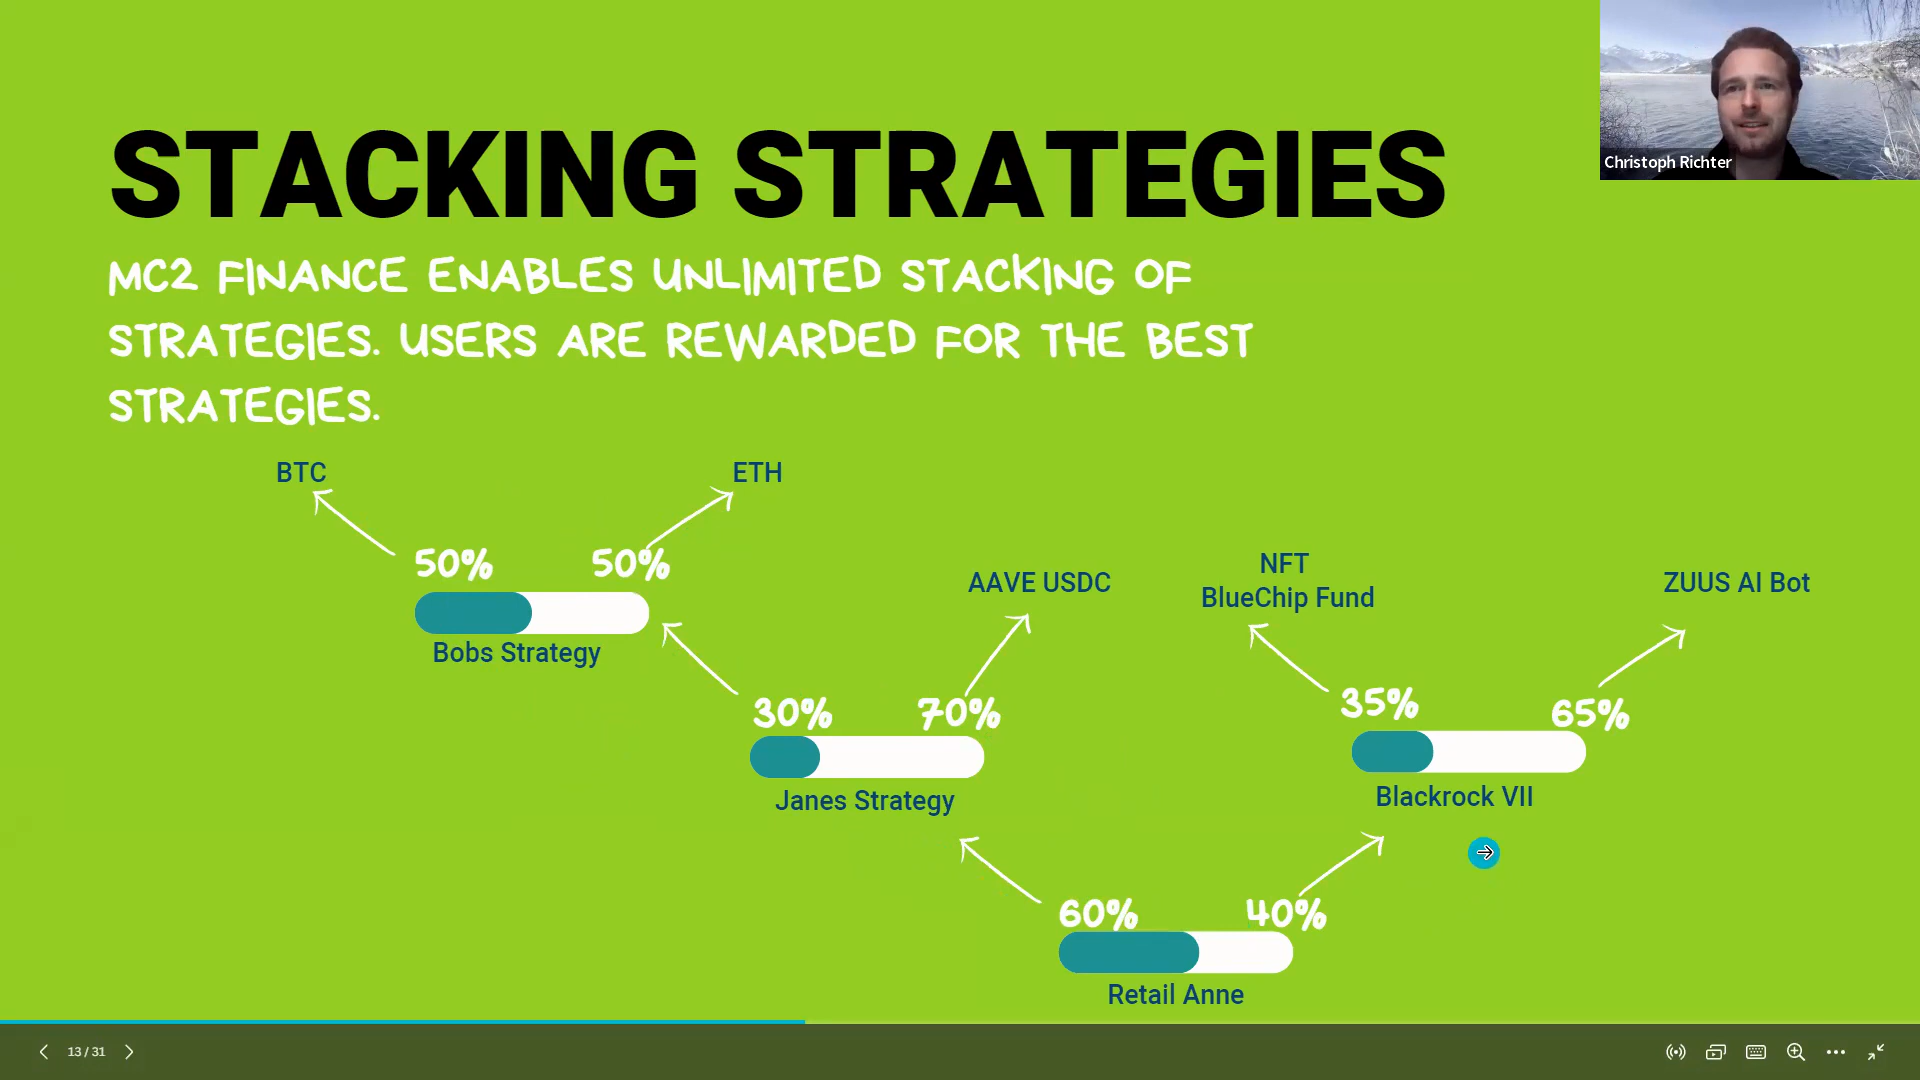 STACKING STRATEGIES
MC2 FINANCE ENABLES UNLIMITED STACKING OF
STRATEGIES. USERS ARE REWARDED FOR THE BEST
STRATEGIES.
Christoph Richter
BTC
ETH
50%
50%
Bobs Strategy
AAVE USDC
NFT
BlueChip Fund
ZUUS AI Bot
30%
70%
Janes Strategy
35%
65%
Blackrock VII
60%
40%
Retail Anne
13 / 31